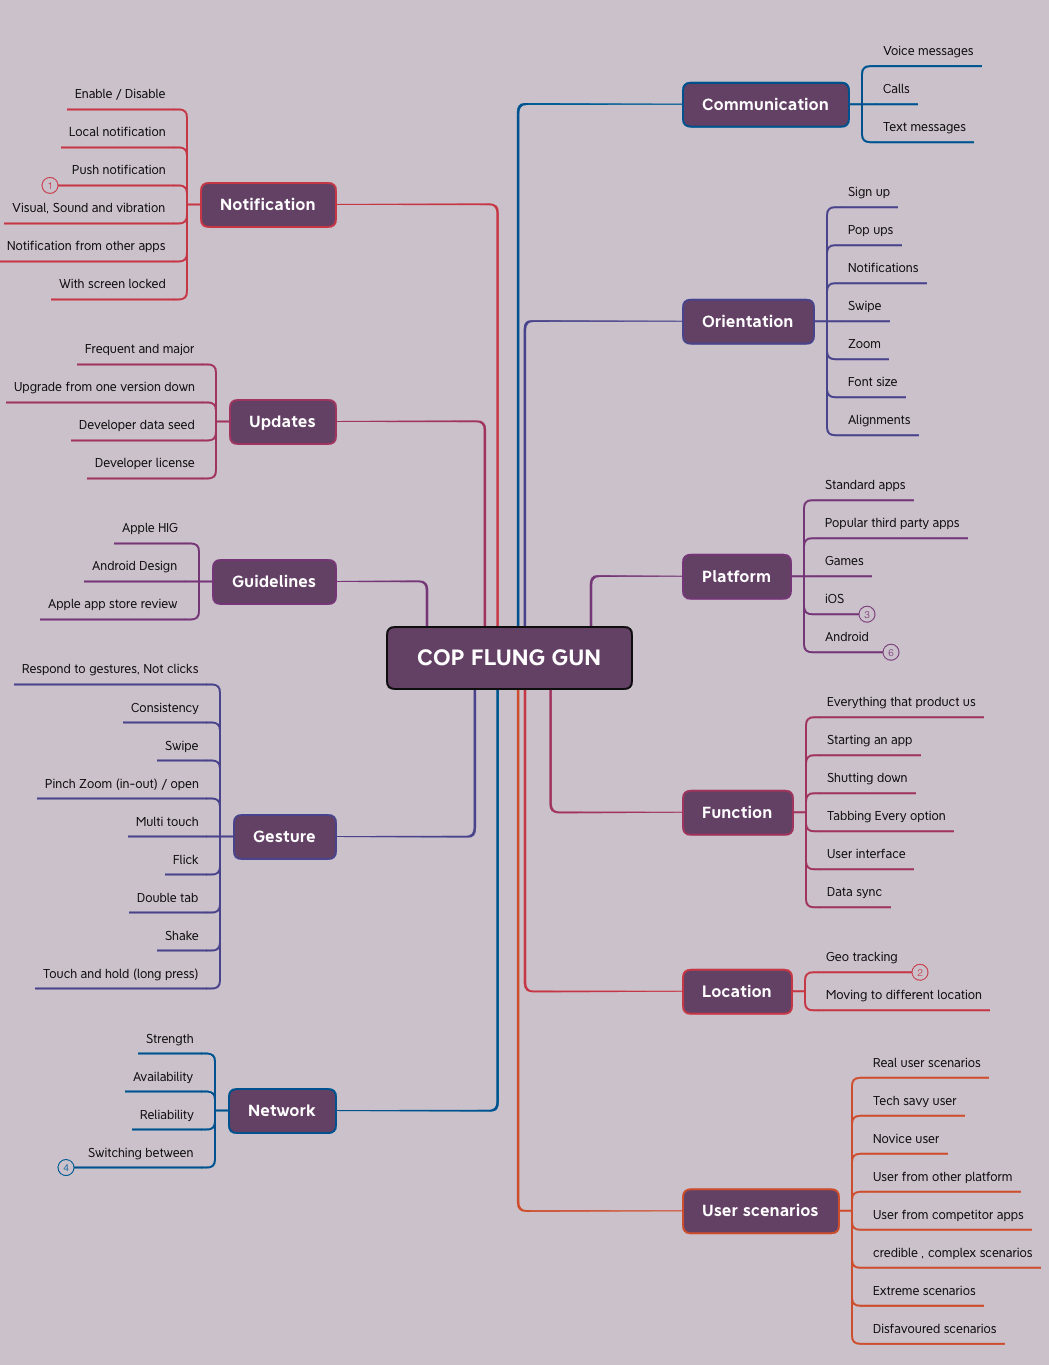 COP FLUNG GUN
Communication
Voice messages
Calls
Text messages
Orientation
Sign up
Pop ups
Notifications
Swipe
Zoom
Font size
Alignments
Platform
Standard apps
Popular third party apps
Games
iOS
3
Android
6
Function
Everything that product us
Starting an app
Shutting down
Tabbing Every option
User interface
Data sync
Location
Geo tracking
2
Moving to different location
User scenarios
Real user scenarios
Tech savy user
Novice user
User from other platform
User from competitor apps
credible , complex scenarios
Extreme scenarios
Disfavoured scenarios
Notification
Enable / Disable
Local notification
Push notification
1
Visual, Sound and vibration
Notification from other apps
With screen locked
Updates
Frequent and major
Upgrade from one version down
Developer data seed
Developer license
Guidelines
Apple HIG
Android Design
Apple app store review
Gesture
Respond to gestures, Not clicks
Consistency
Swipe
Pinch Zoom (in-out) / open
Multi touch
Flick
Double tab
Shake
Touch and hold (long press)
Network
Strength
Availability
Reliability
Switching between
4